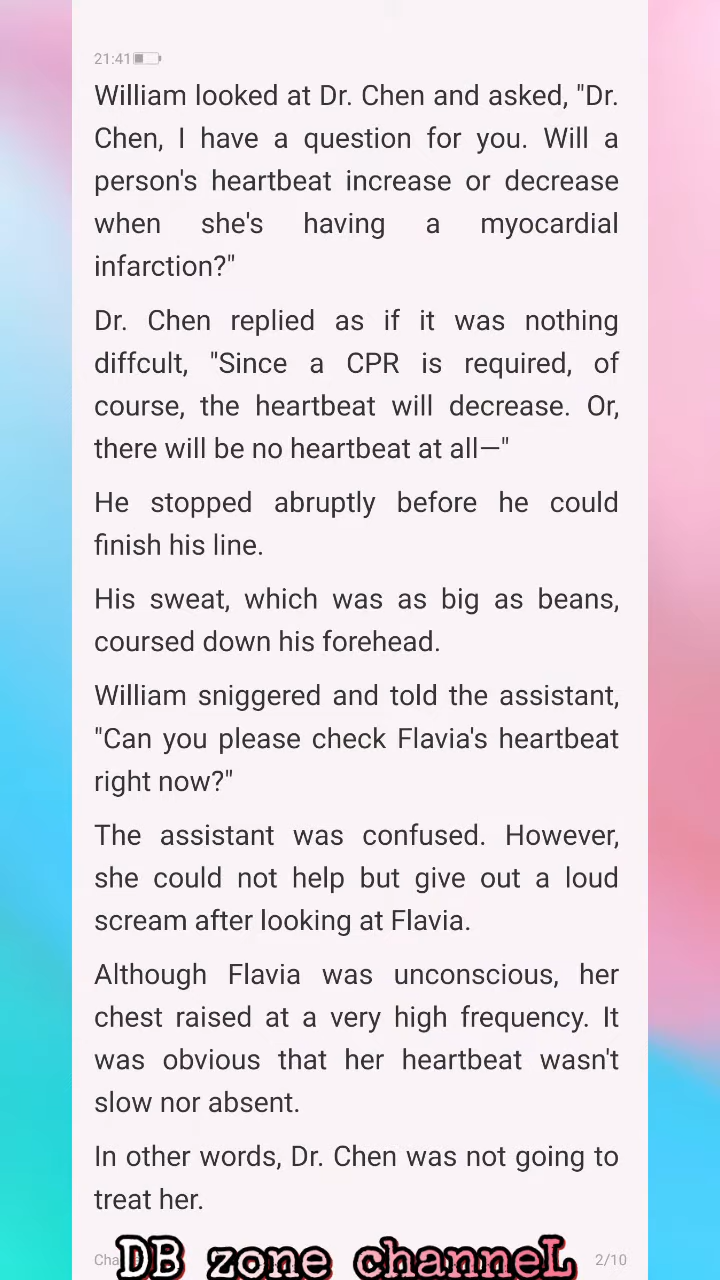 21:41
William looked at Dr. Chen and asked, "Dr.
Chen, I have a question for you. Will a
person's heartbeat increase or decrease
when she's having a myocardial
infarction?"
Dr. Chen replied as if it was nothing
diffcult, "Since a CPR is required, of
course, the heartbeat will decrease. Or,
there will be no heartbeat at all—"
He stopped abruptly before he could
finish his line.
His sweat, which was as big as beans,
coursed down his forehead.
William sniggered and told the assistant,
"Can you please check Flavia's heartbeat
right now?"
The assistant was confused. However,
she could not help but give out a loud
scream after looking at Flavia.
Although Flavia was unconscious, her
chest raised at a very high frequency. It
was obvious that her heartbeat wasn't
slow nor absent.
In other words, Dr. Chen was not going to
treat her.
DB zone channeL
2/10